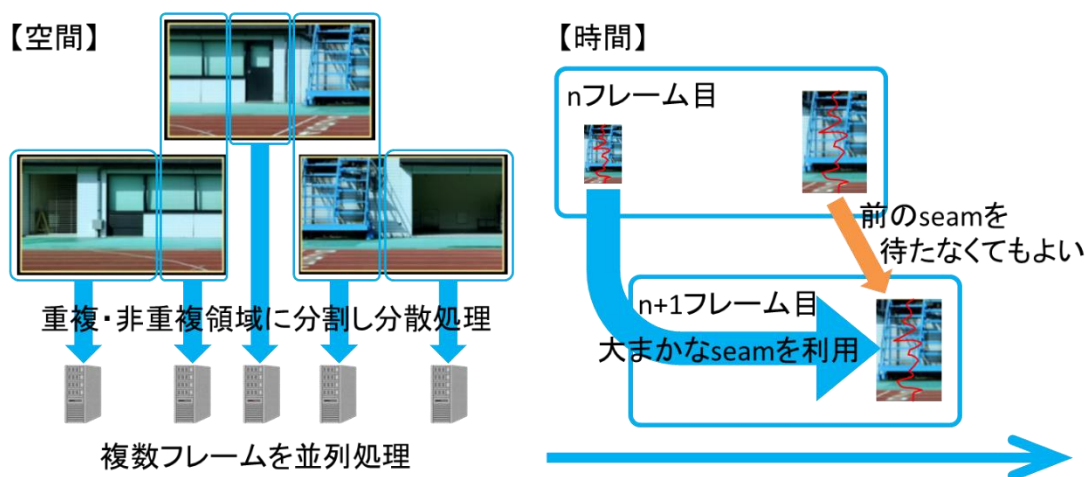 【空間】
重複・非重複領域に分割し分散処理
複数フレームを並列処理
【時間】
nフレーム目
前のseamを
待たなくてもよい
n+1フレーム目
大まかなseamを利用